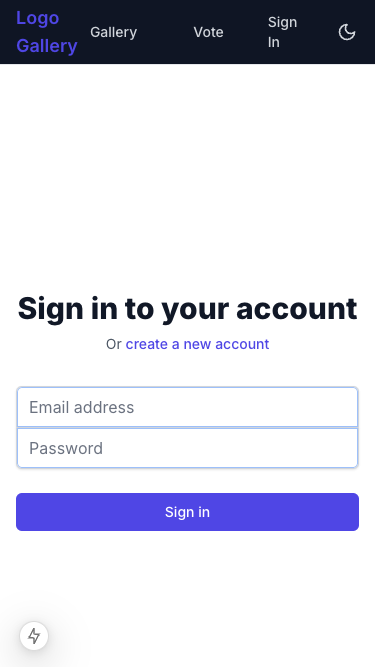 Logo
Gallery
Gallery
Vote
Sign
In
Sign in to your account
Or create a new account
Email address
Password
Sign in